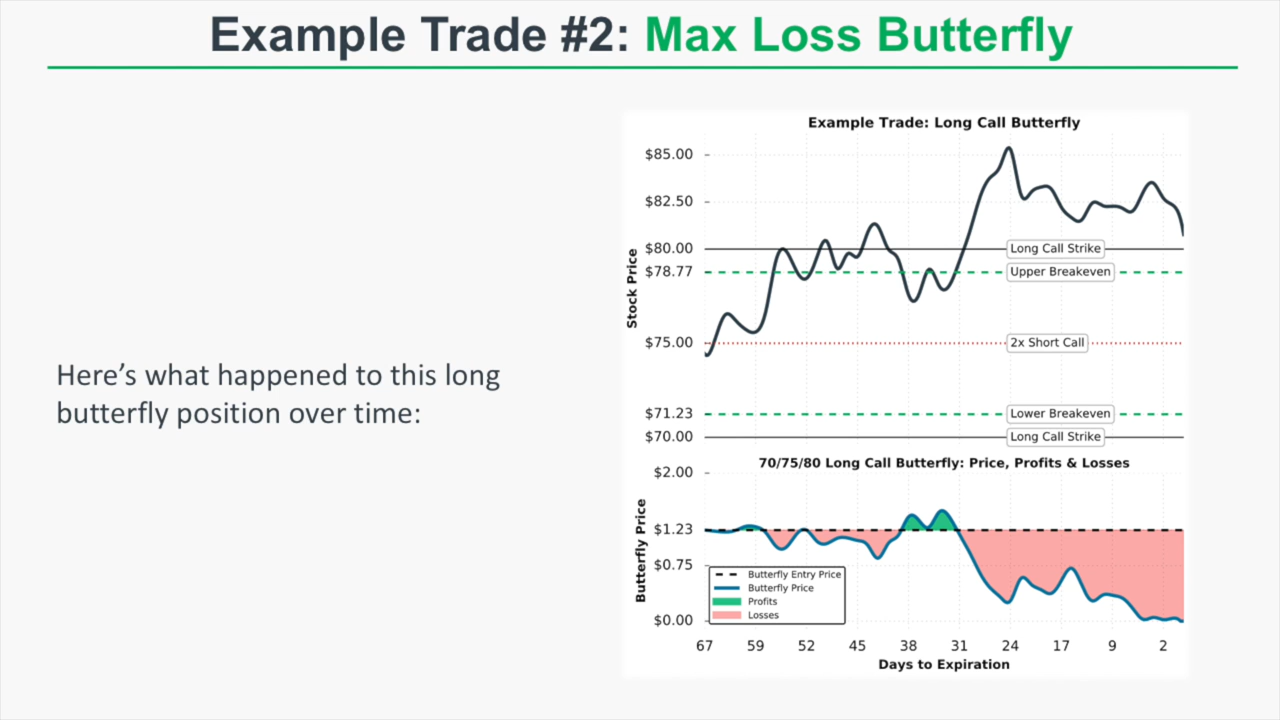 Example Trade #2: Max Loss Butterfly
Here’s what happened to this long
butterfly position over time:
Example Trade: Long Call Butterfly
Stock Price
$85.00
$82.50
$80.00
$78.77
$75.00
$71.23
$70.00
Long Call Strike
Upper Breakeven
2x Short Call
Lower Breakeven
Long Call Strike
70/75/80 Long Call Butterfly: Price, Profits & Losses
Butterfly Price
$2.00
$1.23
$0.75
$0.00
Butterfly Entry Price
Butterfly Price
Profits
Losses
67 59 52 45 38 31 24 17 9 2
Days to Expiration